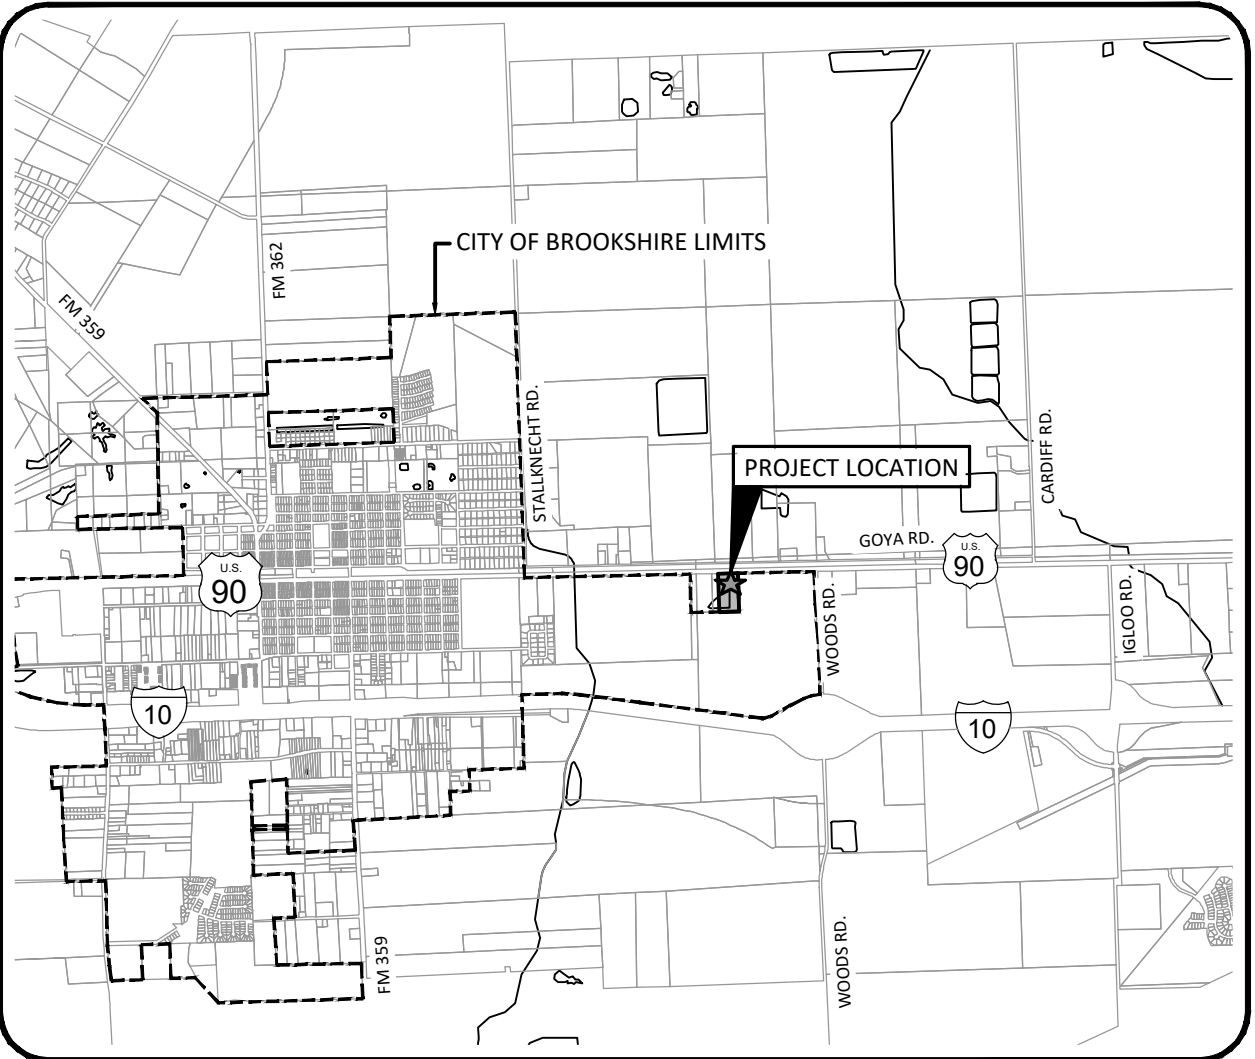 CITY OF BROOKSHIRE LIMITS
FM 362
FM 359
STALLKNECHT RD.
CARDIFF RD.
PROJECT LOCATION
GOYA RD.
U.S.
90
U.S.
90
WOODS RD.
IGLOO RD.
10
10
FM 359
WOODS RD.